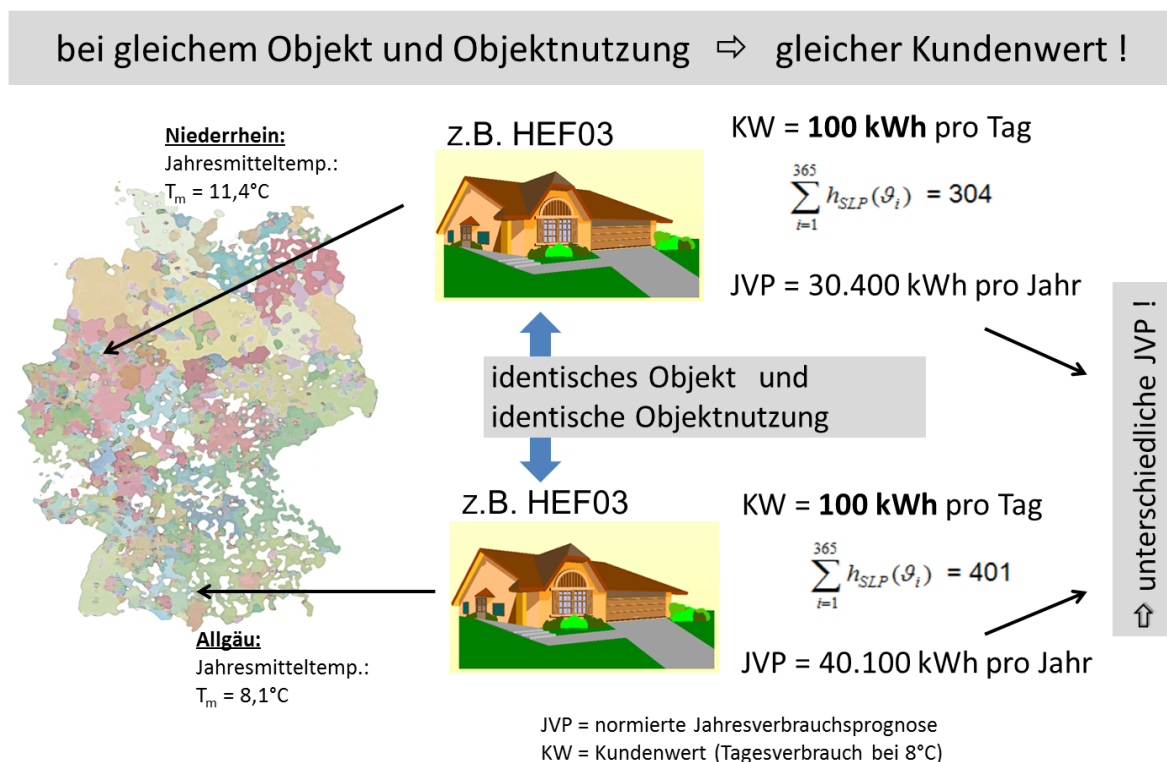 bei gleichem Objekt und Objektnutzung ⇨ gleicher Kundenwert !
Niederrhein:
Jahresmitteltemp.:
Tm = 11,4°C
z.B. HEF03
KW = 100 kWh pro Tag
365
∑ hSLP(ϑi) = 304
i=1
JVP = 30.400 kWh pro Jahr
identisches Objekt und
identische Objektnutzung
⇨ unterschiedliche JVP !
z.B. HEF03
KW = 100 kWh pro Tag
365
∑ hSLP(ϑi) = 401
i=1
JVP = 40.100 kWh pro Jahr
Allgäu:
Jahresmitteltemp.:
Tm = 8,1°C
JVP = normierte Jahresverbrauchsprognose
KW = Kundenwert (Tagesverbrauch bei 8°C)